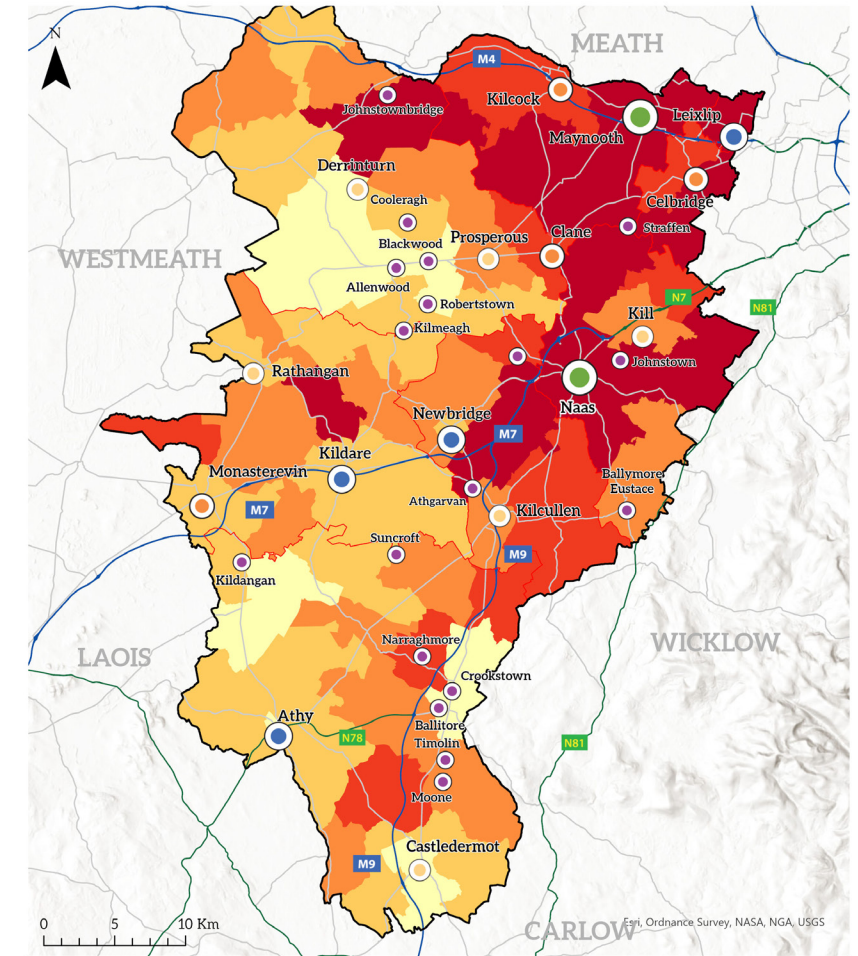 N
MEATH
M4
Kilcock
Johnstownbridge
Leixlip
Maynooth
Derrinturn
Celbridge
Cooleragh
Straffen
Clane
Prosperous
Blackwood
WESTMEATH
Allenwood
N7
Robertstown
N81
Kill
Kilmeagh
Johnstown
Rathangan
Naas
Newbridge
M7
Kildare
Monasterevin
Ballymore
Eustace
Athgarvan
M7
Kilcullen
Suncroft
M9
Kildangan
Narraghmore
WICKLOW
LAOIS
Crookstown
Athy
Ballitore
N78
Timolin
N81
Moone
Castledermot
M9
0 5 10 Km
CARLOW
Esri, Ordnance Survey, NASA, NGA, USGS